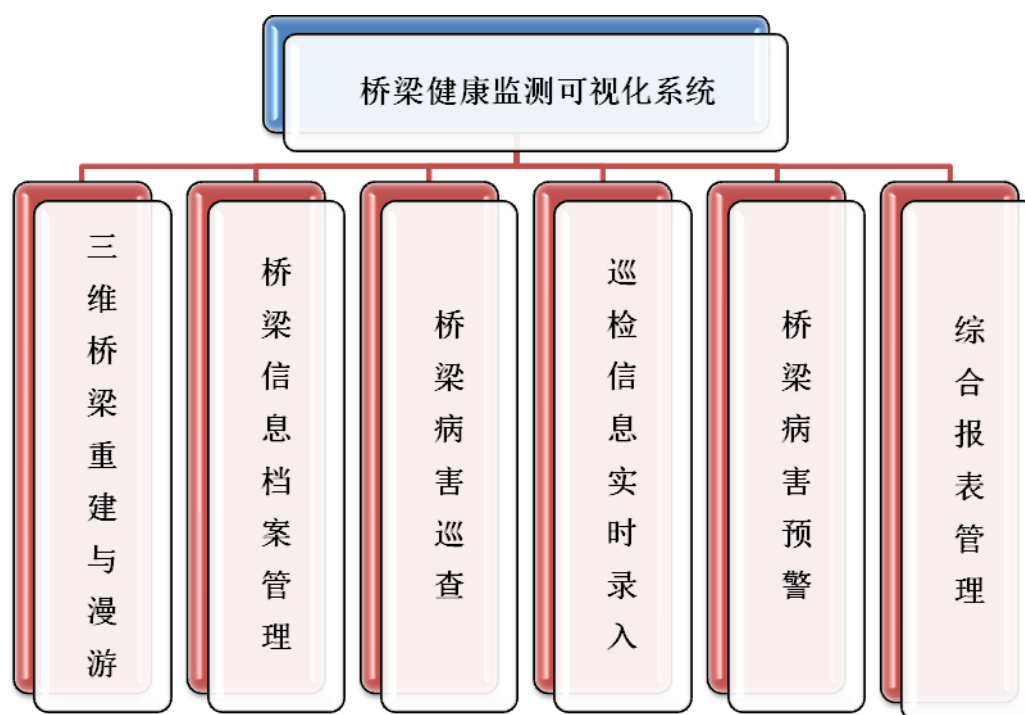 桥梁健康监测可视化系统
三维桥梁重建与漫游
桥梁信息档案管理
桥梁病害巡查
巡检信息实时录入
桥梁病害预警
综合报表管理